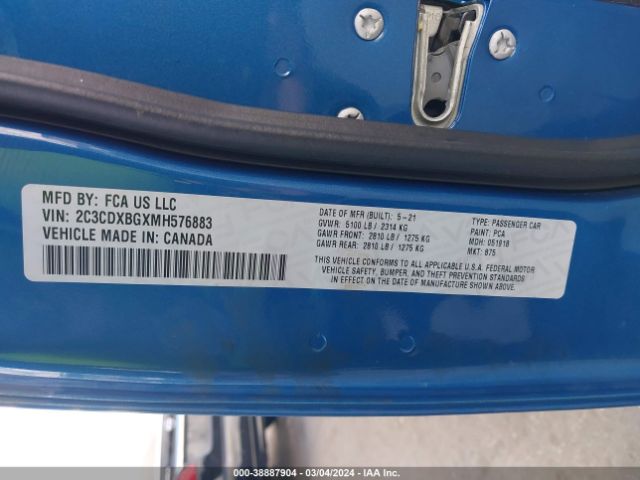 MFD BY: FCA US LLC
VIN: 2C3CDXBGXMH576883
VEHICLE MADE IN: CANADA
DATE OF MFR (BUILT): 5-21
GVWR: 5100 LB / 2314 KG
GAWR FRONT: 2810 LB / 1275 KG
GAWR REAR: 2810 LB / 1275 KG
TYPE: PASSENGER CAR
PAINT: PCA
MDH: 051918
MKT: 875
THIS VEHICLE CONFORMS TO ALL APPLICABLE U.S.A. FEDERAL MOTOR
VEHICLE SAFETY, BUMPER, AND THEFT PREVENTION STANDARDS
IN EFFECT ON THE DATE OF MANUFACTURE SHOWN ABOVE.
000-38887904 - 03/04/2024 - IAA Inc.